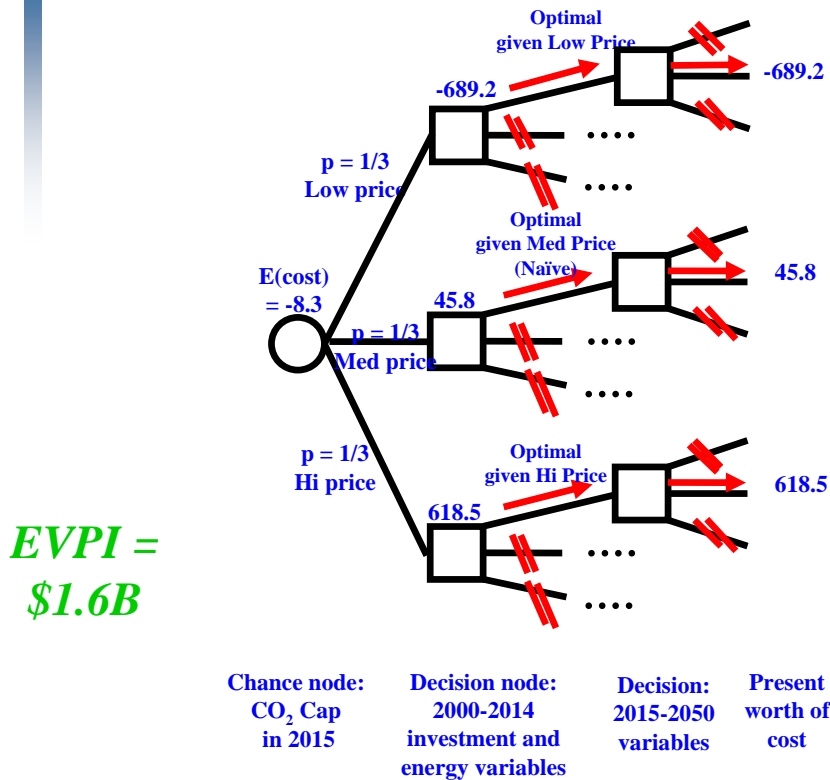 Optimal
given Low Price
-689.2
-689.2
p = 1/3
Low price
....
....
Optimal
given Med Price
(Naïve)
E(cost)
= -8.3
45.8
45.8
p = 1/3
Med price
....
....
p = 1/3
Hi price
Optimal
given Hi Price
618.5
618.5
EVPI =
$1.6B
....
....
Chance node:
CO₂ Cap
in 2015
Decision node:
2000-2014
investment and
energy variables
Decision:
2015-2050
variables
Present
worth of
cost